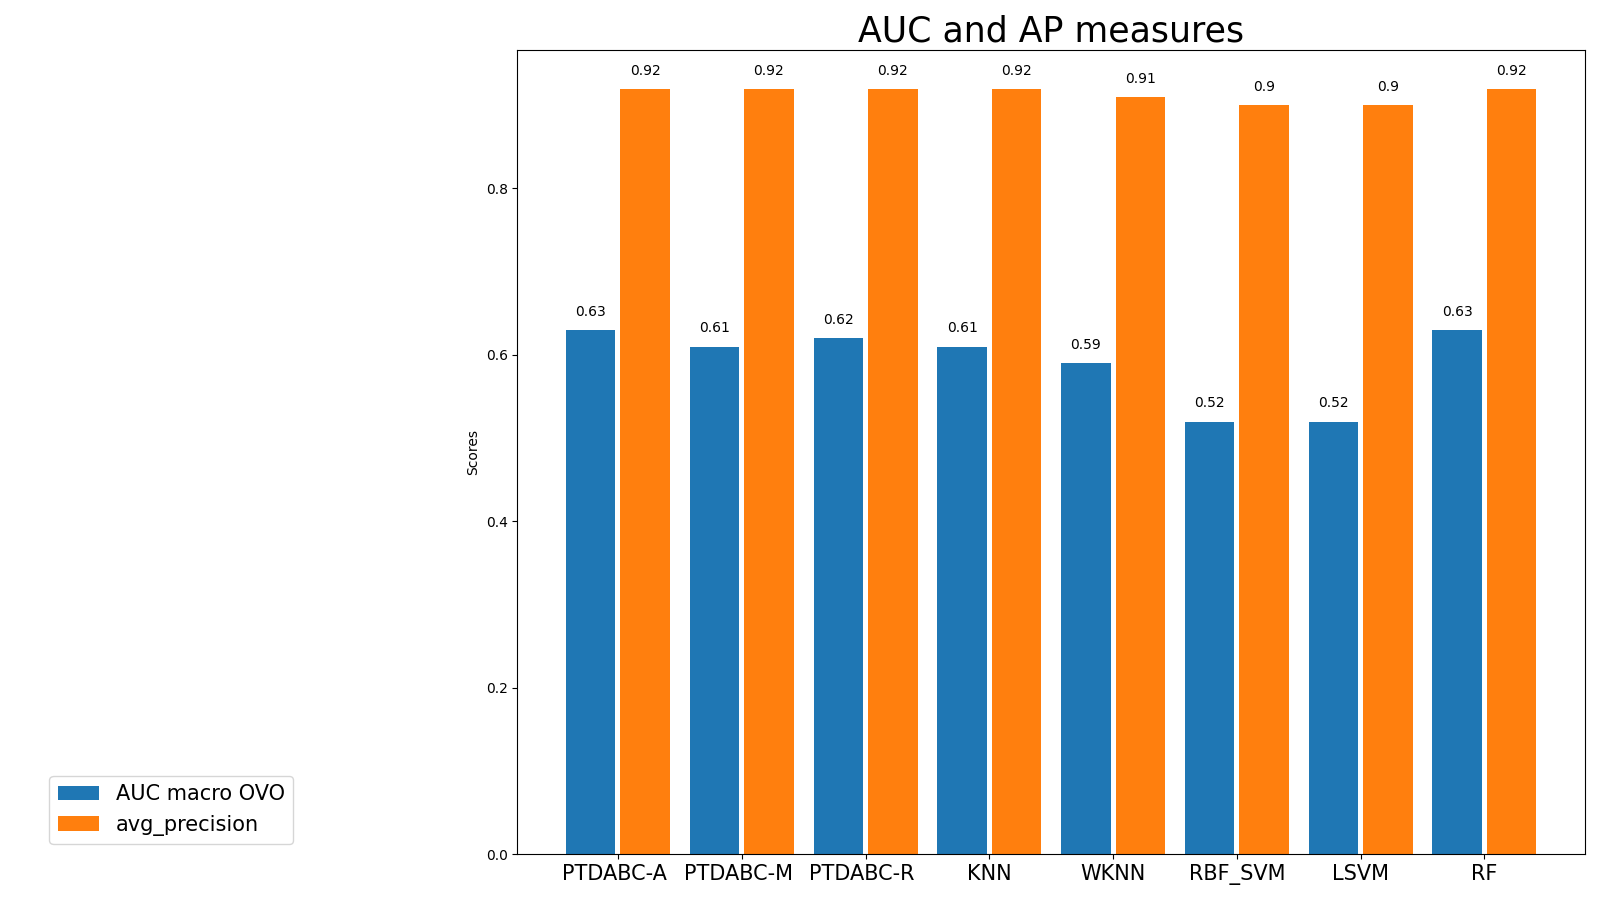 AUC and AP measures
0.92 0.92 0.92 0.92 0.91 0.9 0.9 0.92
0.63 0.61 0.62 0.61 0.59 0.52 0.52 0.63
0.8
0.6
0.4
0.2
0.0
Scores
PTDABC-A PTDABC-M PTDABC-R KNN WKNN RBF_SVM LSVM RF
AUC macro OVO
avg_precision